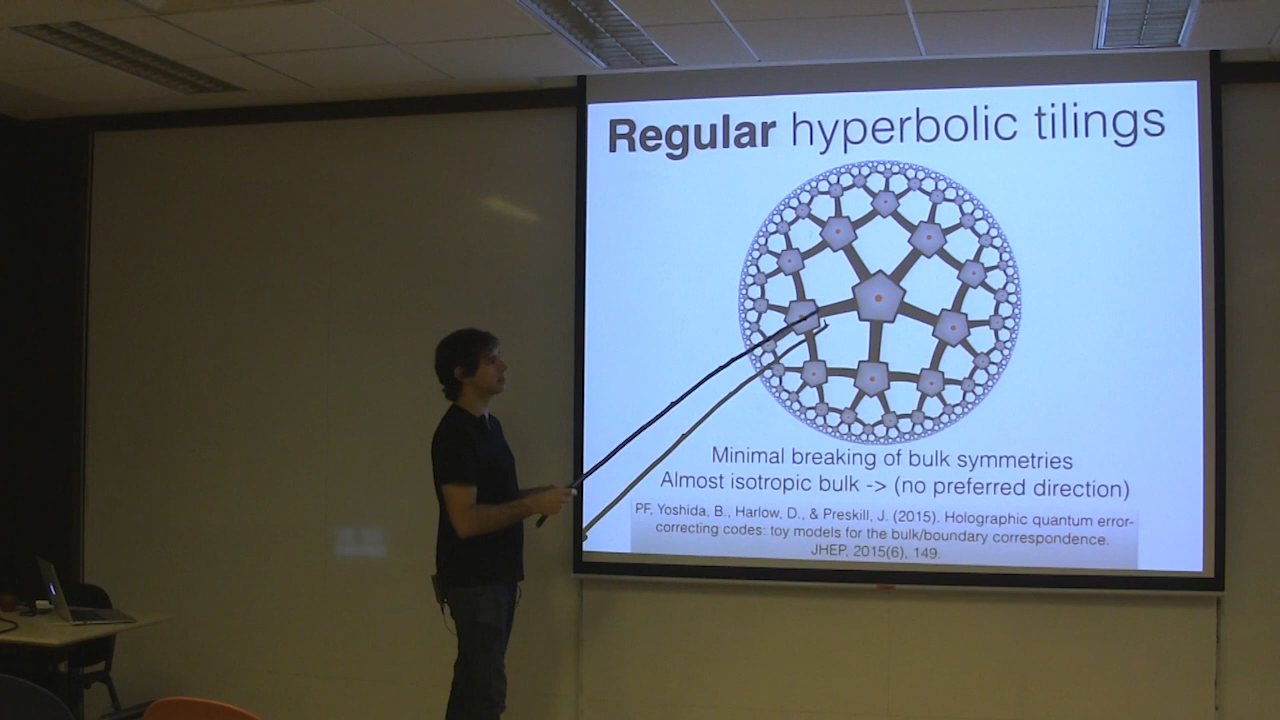 Regular hyperbolic tilings
Minimal breaking of bulk symmetries
Almost isotropic bulk -> (no preferred direction)
PF, Yoshida, B., Harlow, D., & Preskill, J. (2015). Holographic quantum error-
correcting codes: toy models for the bulk/boundary correspondence.
JHEP, 2015(6), 149.